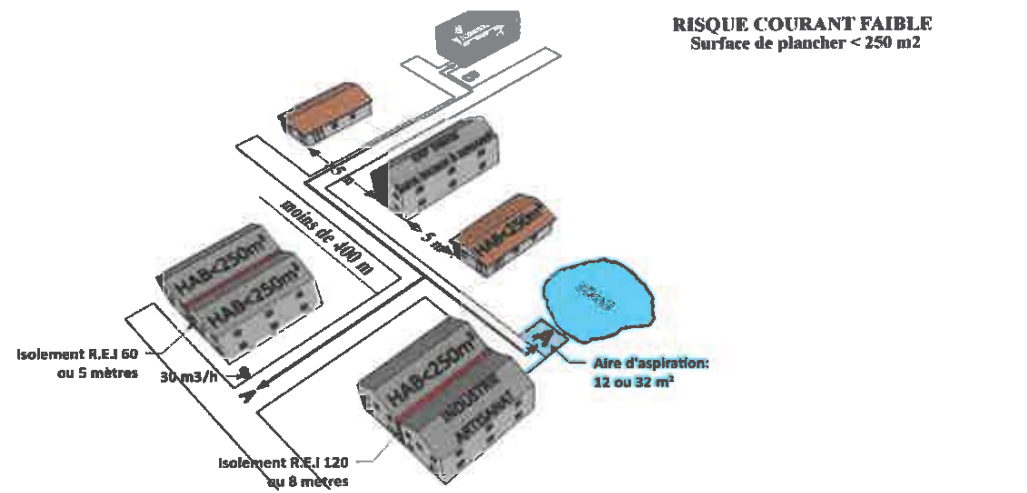 RISQUE COURANT FAIBLE
Surface de plancher < 250 m2
B
5 m
moins de 400 m
5 m
HAB<250m²
HAB<250m²
HAB<250m²
Isolement R.E.I 60
ou 5 mètres
30 m3/h
A
Aire d'aspiration:
12 ou 32 m²
HAB<250m²
INDUSTRIE
ARTISANAT
Isolement R.E.I 120
ou 8 metres